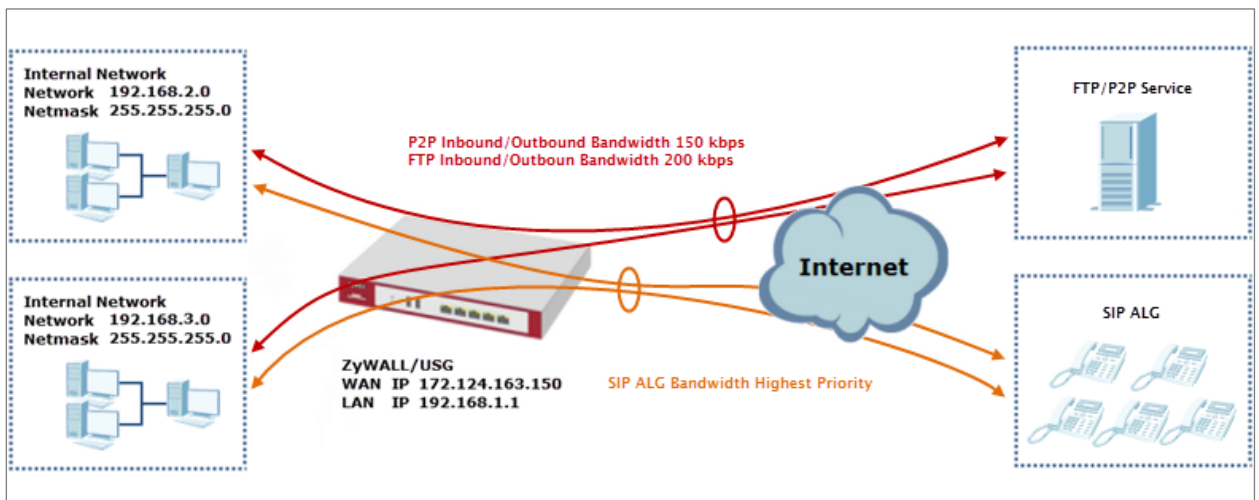 Internal Network
Network 192.168.2.0
Netmask 255.255.255.0
FTP/P2P Service
P2P Inbound/Outbound Bandwidth 150 kbps
FTP Inbound/Outboun Bandwidth 200 kbps
Internet
Internal Network
Network 192.168.3.0
Netmask 255.255.255.0
SIP ALG
ZyWALL/USG
WAN IP 172.124.163.150
LAN IP 192.168.1.1
SIP ALG Bandwidth Highest Priority